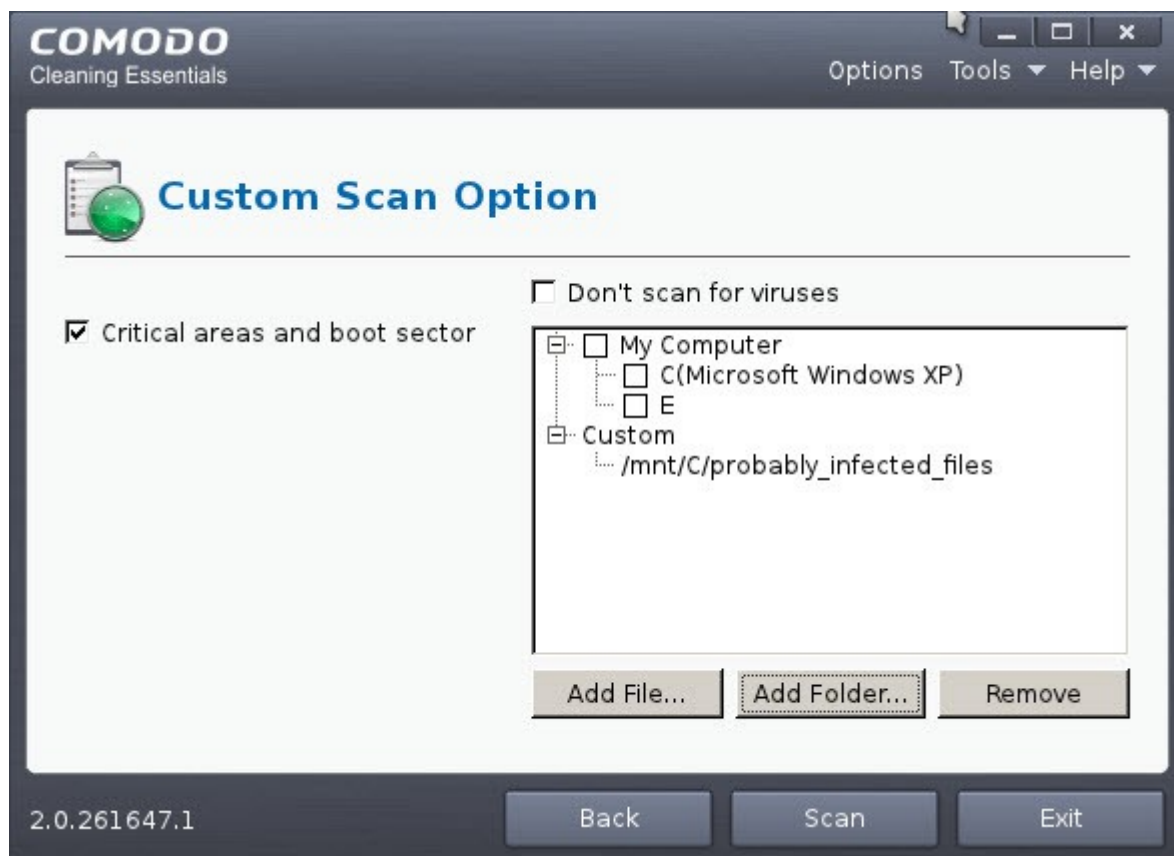 COMODO
Cleaning Essentials
Options Tools Help
Custom Scan Option
Don't scan for viruses
Critical areas and boot sector
My Computer
C(Microsoft Windows XP)
E
Custom
/mnt/C/probably_infected_files
Add File... Add Folder... Remove
2.0.261647.1 Back Scan Exit